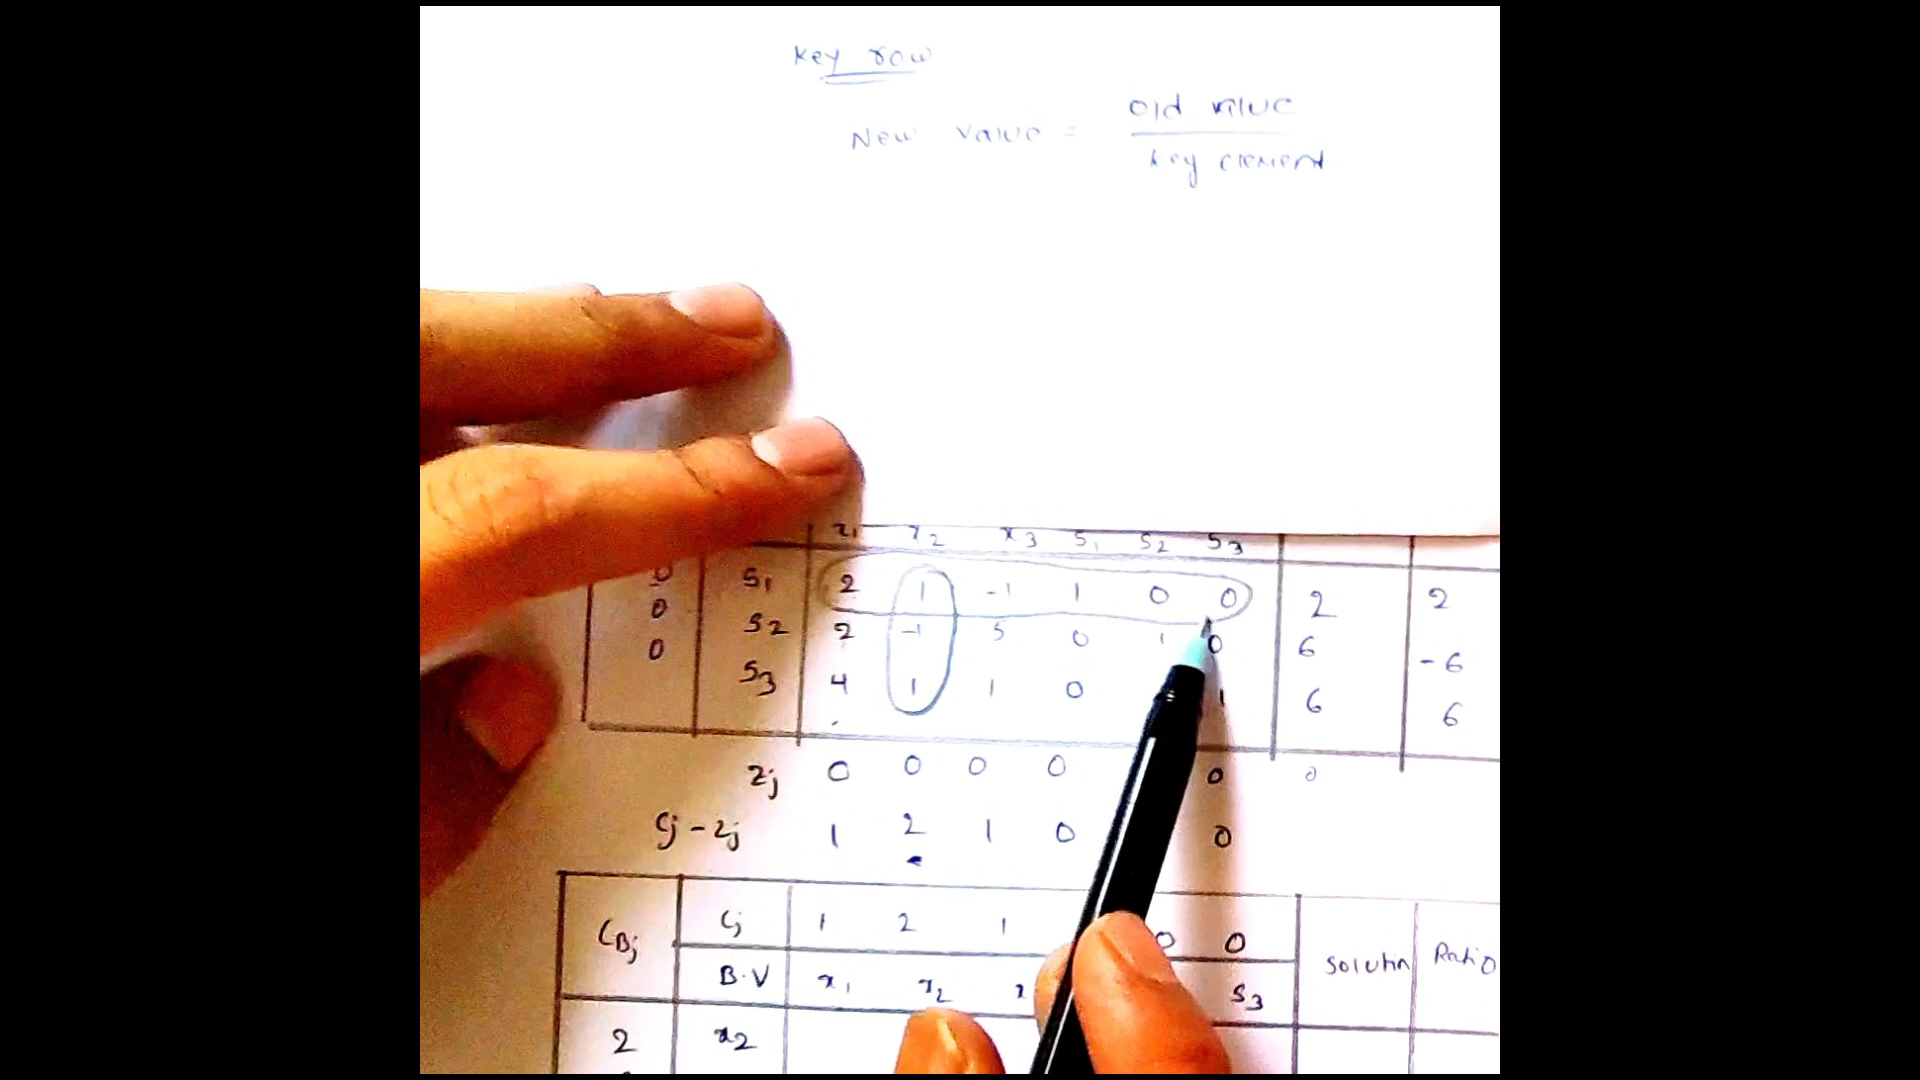 Key row
New value = Old value
key element
x1 x2 x3 S1 S2 S3
0 S1 2 1 -1 1 0 0 2 2
0 S2 2 -1 5 0 1 0 6 -6
0 S3 4 1 1 0 1 6 6
Zj 0 0 0 0 0 0
Cj - Zj 1 2 1 0 0
CBj Cj 1 2 1 0 0 Solutin Ratio
B.V x1 x2 x S3
2 x2